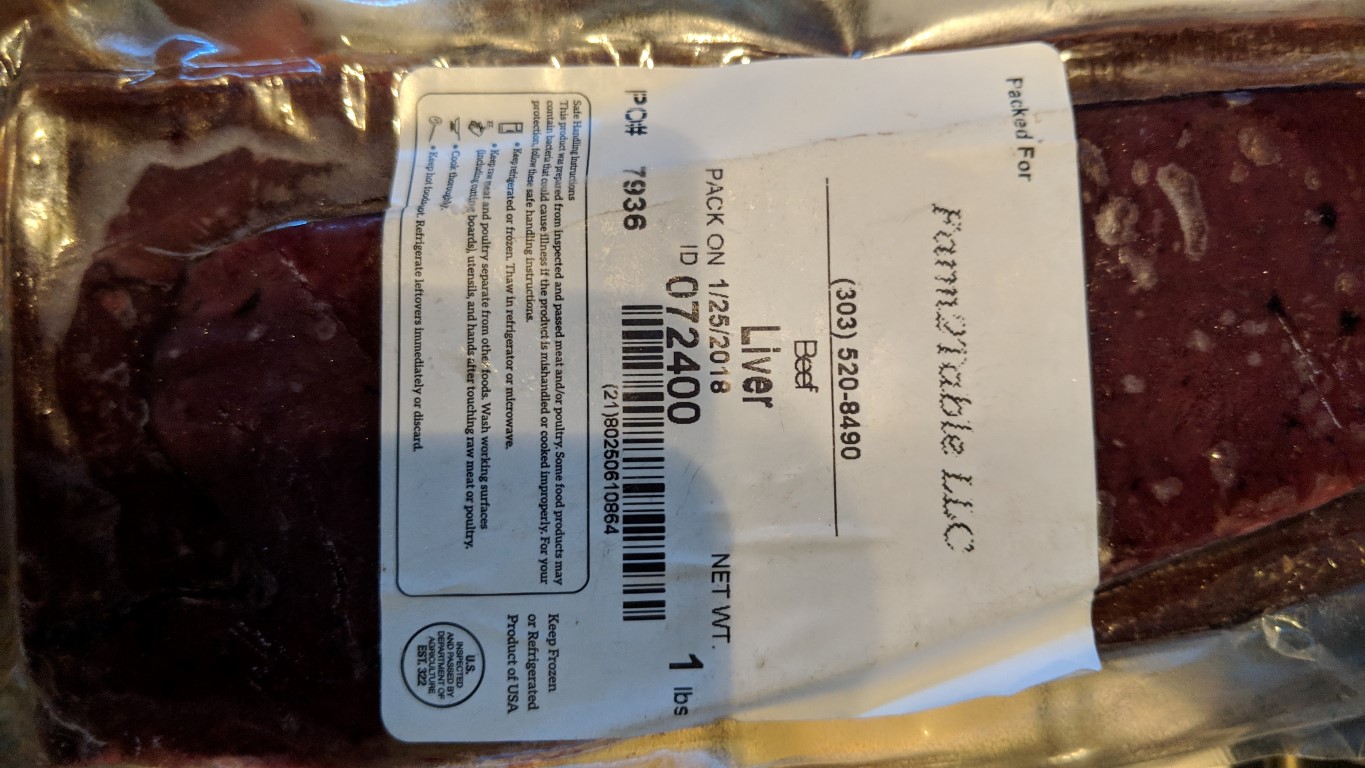 Packed For
Farm2Table LLC
(303) 520-8490
Beef
Liver
PACK ON 1/25/2018
NET WT.
ID 072400
1 lbs
PO# 7936
(21)80250610864
Safe Handling Instructions
This product was prepared from inspected and passed meat and/or poultry. Some food products may
contain bacteria that could cause illness if the product is mishandled or cooked improperly. For your
protection, follow these safe handling instructions.
• Keep refrigerated or frozen. Thaw in refrigerator or microwave.
• Keep raw meat and poultry separate from other foods. Wash working surfaces
(including cutting boards), utensils, and hands after touching raw meat or poultry.
• Cook thoroughly.
• Keep hot foods hot. Refrigerate leftovers immediately or discard.
Keep Frozen
or Refrigerated
Product of USA
U.S.
INSPECTED
AND PASSED BY
DEPARTMENT OF
AGRICULTURE
EST. 322